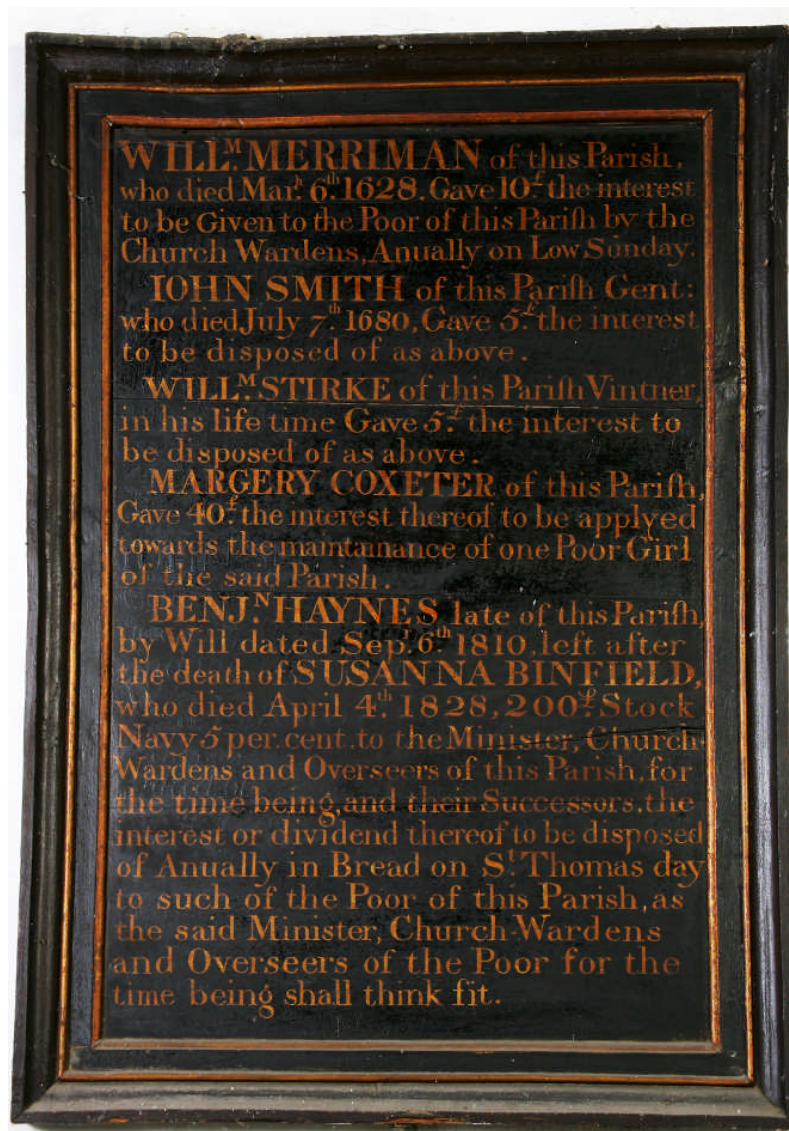 WILL.ᴹ MERRIMAN of this Parish,
who died Mar.ʰ 6.ᵗʰ 1628. Gave 10.£ the interest
to be Given to the Poor of this Pariſh by the
Church Wardens, Anually on Low Sunday.
IOHN SMITH of this Pariſh Gent:
who died July 7.ᵗʰ 1680, Gave 5.£ the interest
to be disposed of as above.
WILL.ᴹ STIRKE of this Pariſh Vintner,
in his life time Gave 5.£ the interest to
be disposed of as above.
MARGERY COXETER of this Pariſh,
Gave 40.£ the interest thereof to be applyed
towards the maintainance of one Poor Girl
of the said Parish.
BENJ.ᴺ HAYNES late of this Pariſh,
by Will dated Sep. 6.ᵗʰ 1810, left after
the death of SUSANNA BINFIELD,
who died April 4.ᵗʰ 1828, 200.£ Stock
Navy 5 per. cent. to the Minister, Church-
Wardens and Overseers of this Parish, for
the time being, and their Successors, the
interest or dividend thereof to be disposed
of Anually in Bread on S.ᵗ Thomas day
to such of the Poor of this Parish, as
the said Minister, Church-Wardens
and Overseers of the Poor for the
time being shall think fit.